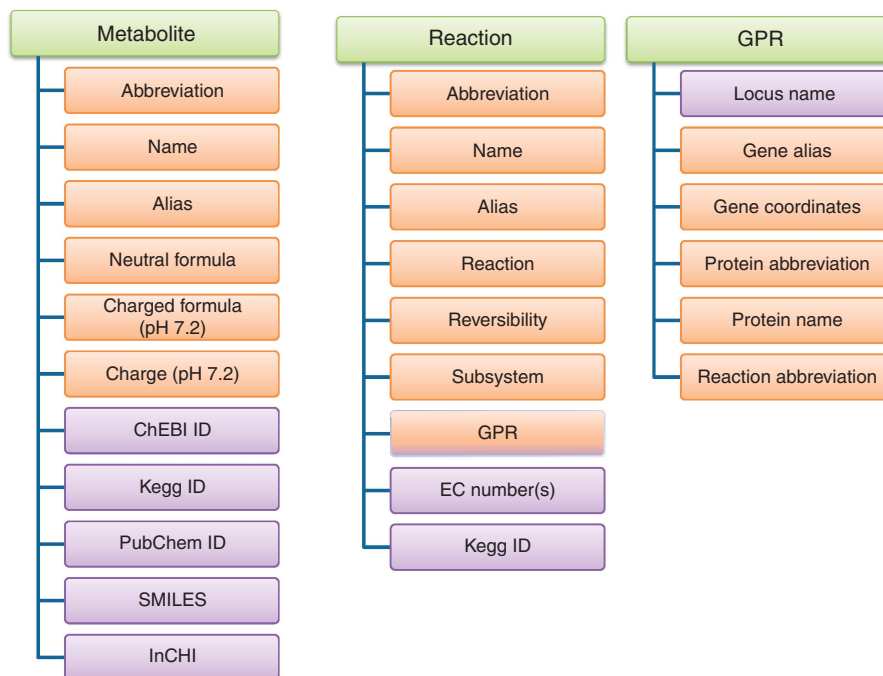 Metabolite
Abbreviation
Name
Alias
Neutral formula
Charged formula
(pH 7.2)
Charge (pH 7.2)
ChEBI ID
Kegg ID
PubChem ID
SMILES
InCHI
Reaction
Abbreviation
Name
Alias
Reaction
Reversibility
Subsystem
GPR
EC number(s)
Kegg ID
GPR
Locus name
Gene alias
Gene coordinates
Protein abbreviation
Protein name
Reaction abbreviation